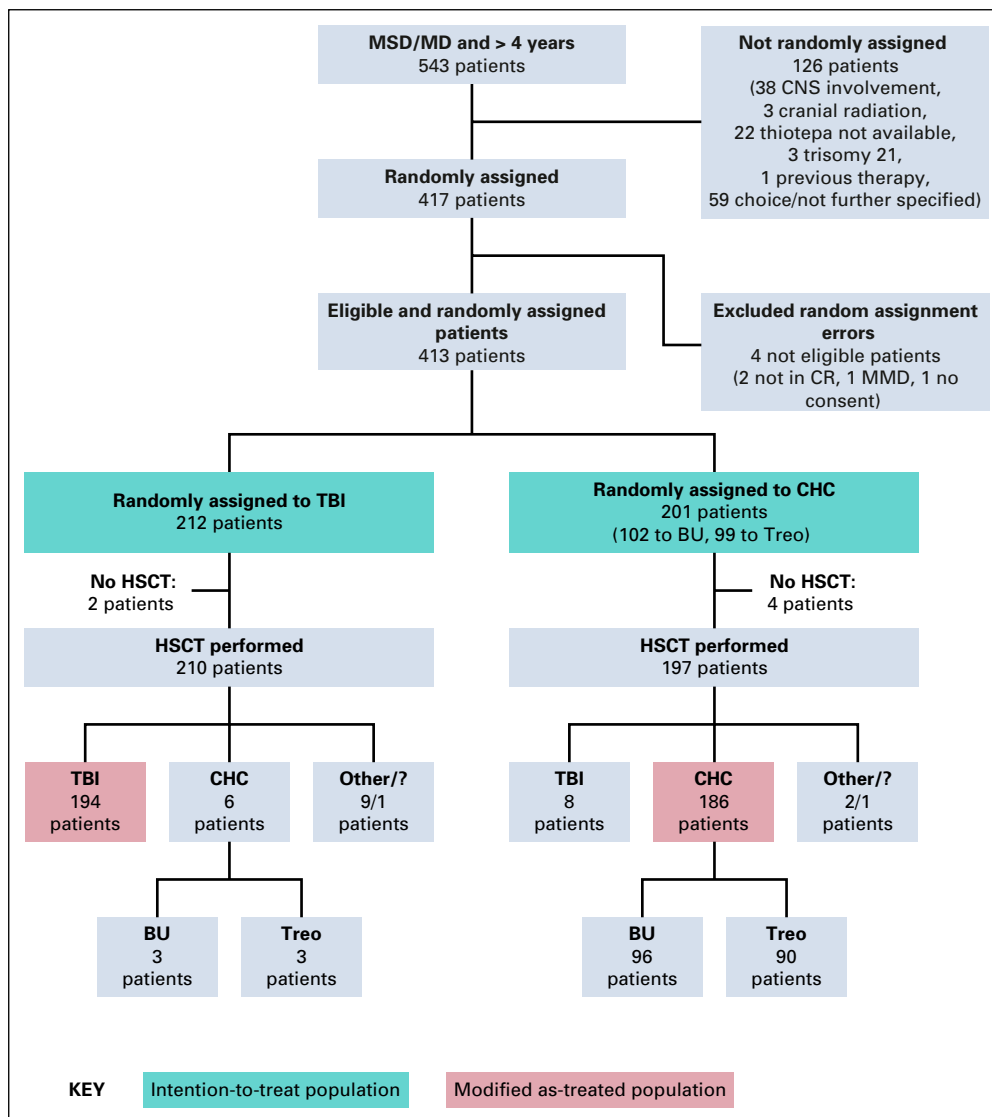 MSD/MD and > 4 years
543 patients
Not randomly assigned
126 patients
(38 CNS involvement,
3 cranial radiation,
22 thiotepa not available,
3 trisomy 21,
1 previous therapy,
59 choice/not further specified)
Randomly assigned
417 patients
Eligible and randomly assigned
patients
413 patients
Excluded random assignment
errors
4 not eligible patients
(2 not in CR, 1 MMD, 1 no
consent)
Randomly assigned to TBI
212 patients
Randomly assigned to CHC
201 patients
(102 to BU, 99 to Treo)
No HSCT:
2 patients
No HSCT:
4 patients
HSCT performed
210 patients
HSCT performed
197 patients
TBI
194
patients
CHC
6
patients
Other/?
9/1
patients
TBI
8
patients
CHC
186
patients
Other/?
2/1
patients
BU
3
patients
Treo
3
patients
BU
96
patients
Treo
90
patients
KEY
Intention-to-treat population
Modified as-treated population